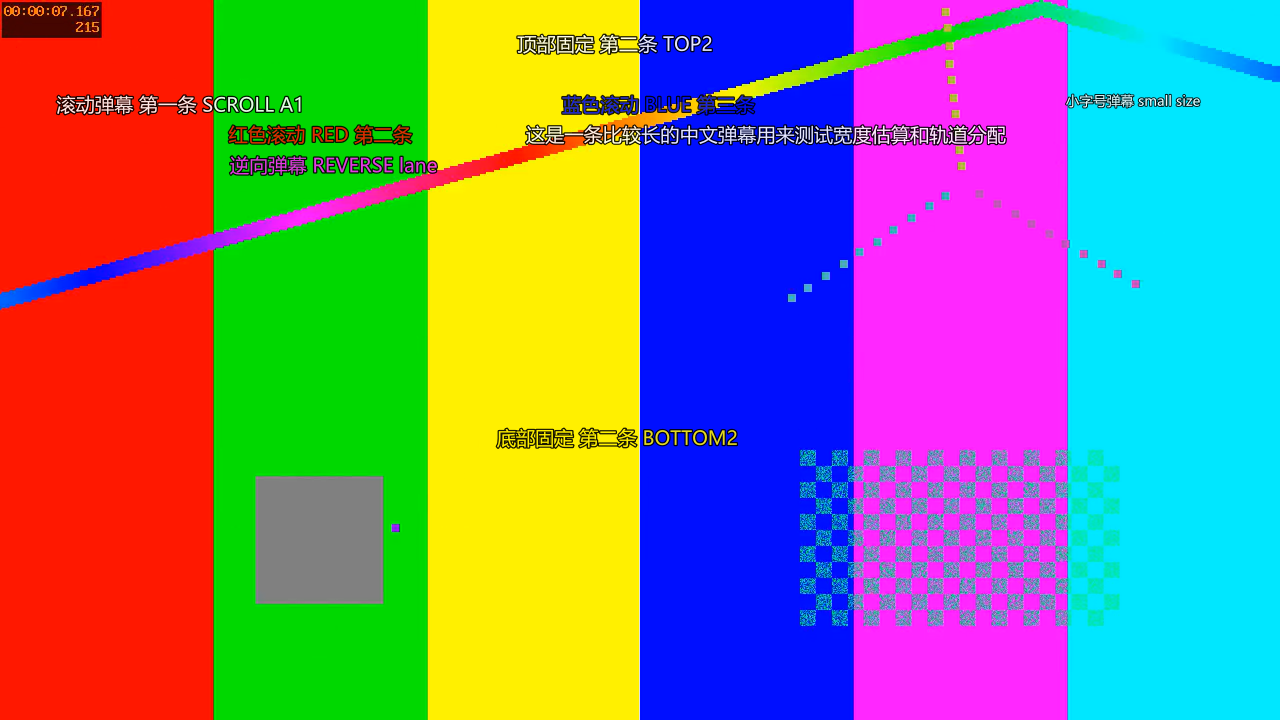 00:00:07.167
215
顶部固定 第二条 TOP2
滚动弹幕 第一条 SCROLL A1
蓝色滚动 BLUE 第三条
小字号弹幕 small size
红色滚动 RED 第二条
这是一条比较长的中文弹幕用来测试宽度估算和轨道分配
逆向弹幕 REVERSE lane
底部固定 第二条 BOTTOM2